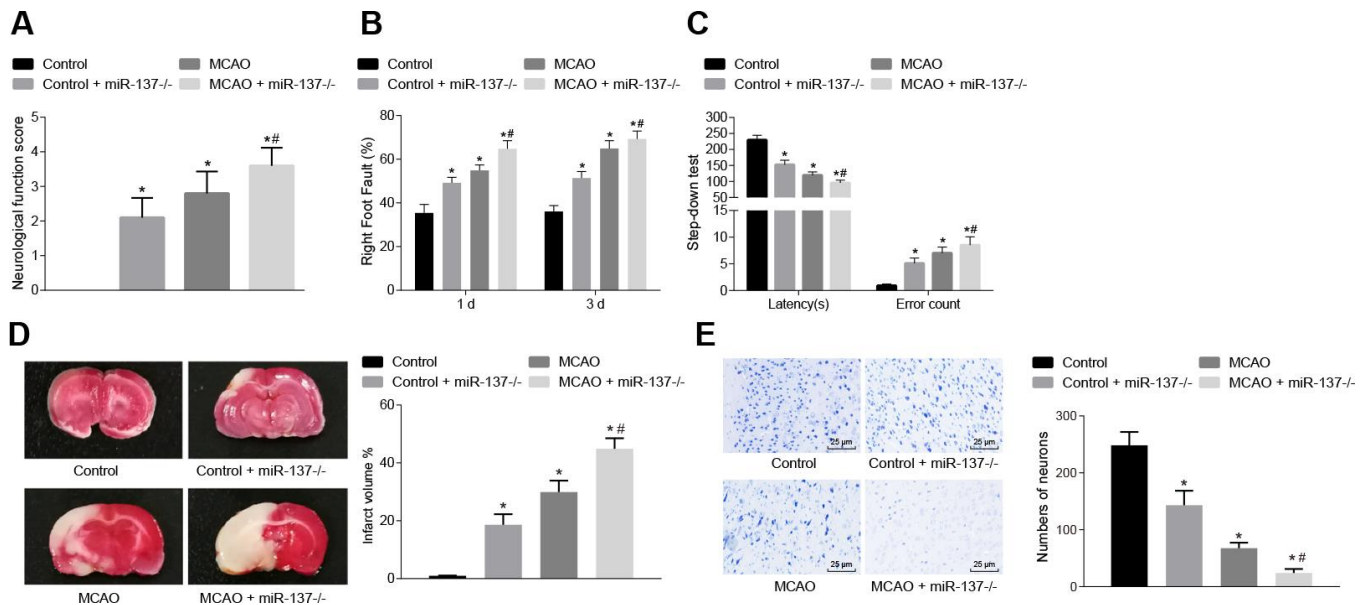 A
Control
MCAO
Control + miR-137-/-
MCAO + miR-137-/-
Neurological function score
5
4
3
2
1
0
*
*
*#
B
Control
MCAO
Control + miR-137-/-
MCAO + miR-137-/-
Right Foot Fault (%)
80
60
40
20
0
*
*
*#
*
*
*#
1 d
3 d
C
Control
MCAO
Control + miR-137-/-
MCAO + miR-137-/-
Step-down test
300
250
200
150
100
50
15
10
5
0
*
*
*#
*
*
*#
Latency(s)
Error count
D
Control
Control + miR-137-/-
MCAO
MCAO + miR-137-/-
Control
MCAO
Control + miR-137-/-
MCAO + miR-137-/-
Infarct volume %
60
40
20
0
*
*
* #
E
25 µm
25 µm
Control
Control + miR-137-/-
25 µm
25 µm
MCAO
MCAO + miR-137-/-
Control
MCAO
Control + miR-137-/-
MCAO + miR-137-/-
Numbers of neurons
300
200
100
0
*
*
* #